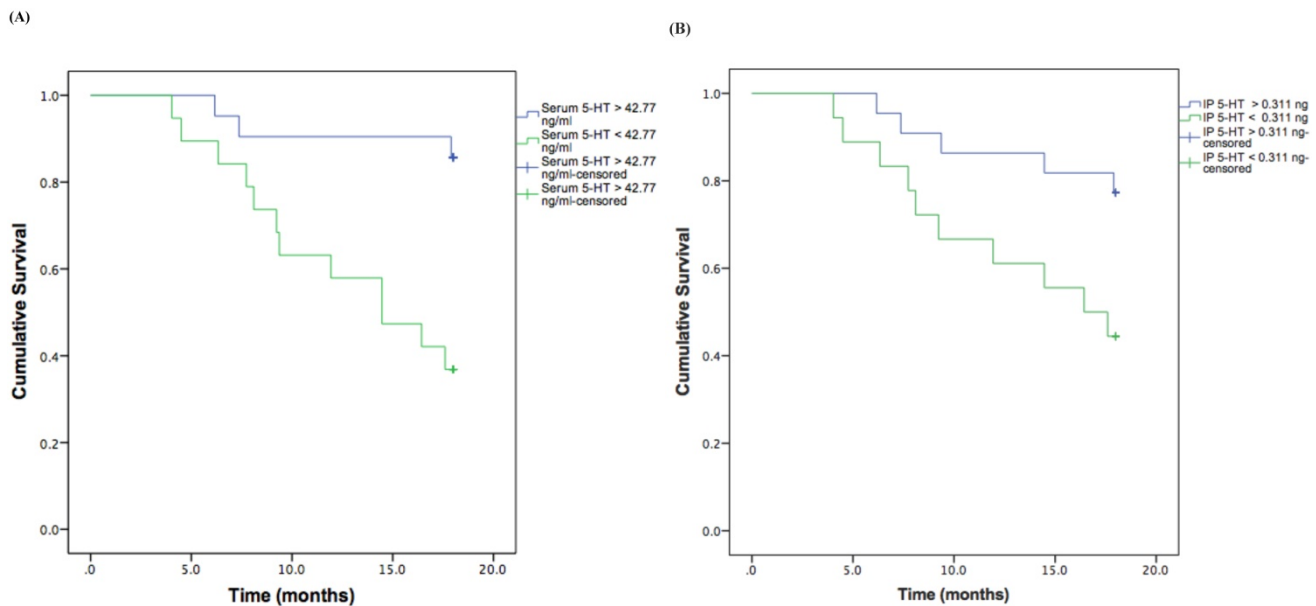 (A)
(B)
1.0
0.8
0.6
0.4
0.2
0.0
Cumulative Survival
.0 5.0 10.0 15.0 20.0
Time (months)
Serum 5-HT > 42.77
ng/ml
Serum 5-HT < 42.77
ng/ml
Serum 5-HT > 42.77
ng/ml-censored
Serum 5-HT > 42.77
ng/ml-censored
1.0
0.8
0.6
0.4
0.2
0.0
Cumulative Survival
.0 5.0 10.0 15.0 20.0
Time (months)
IP 5-HT > 0.311 ng
IP 5-HT < 0.311 ng
IP 5-HT > 0.311 ng-
censored
IP 5-HT < 0.311 ng-
censored